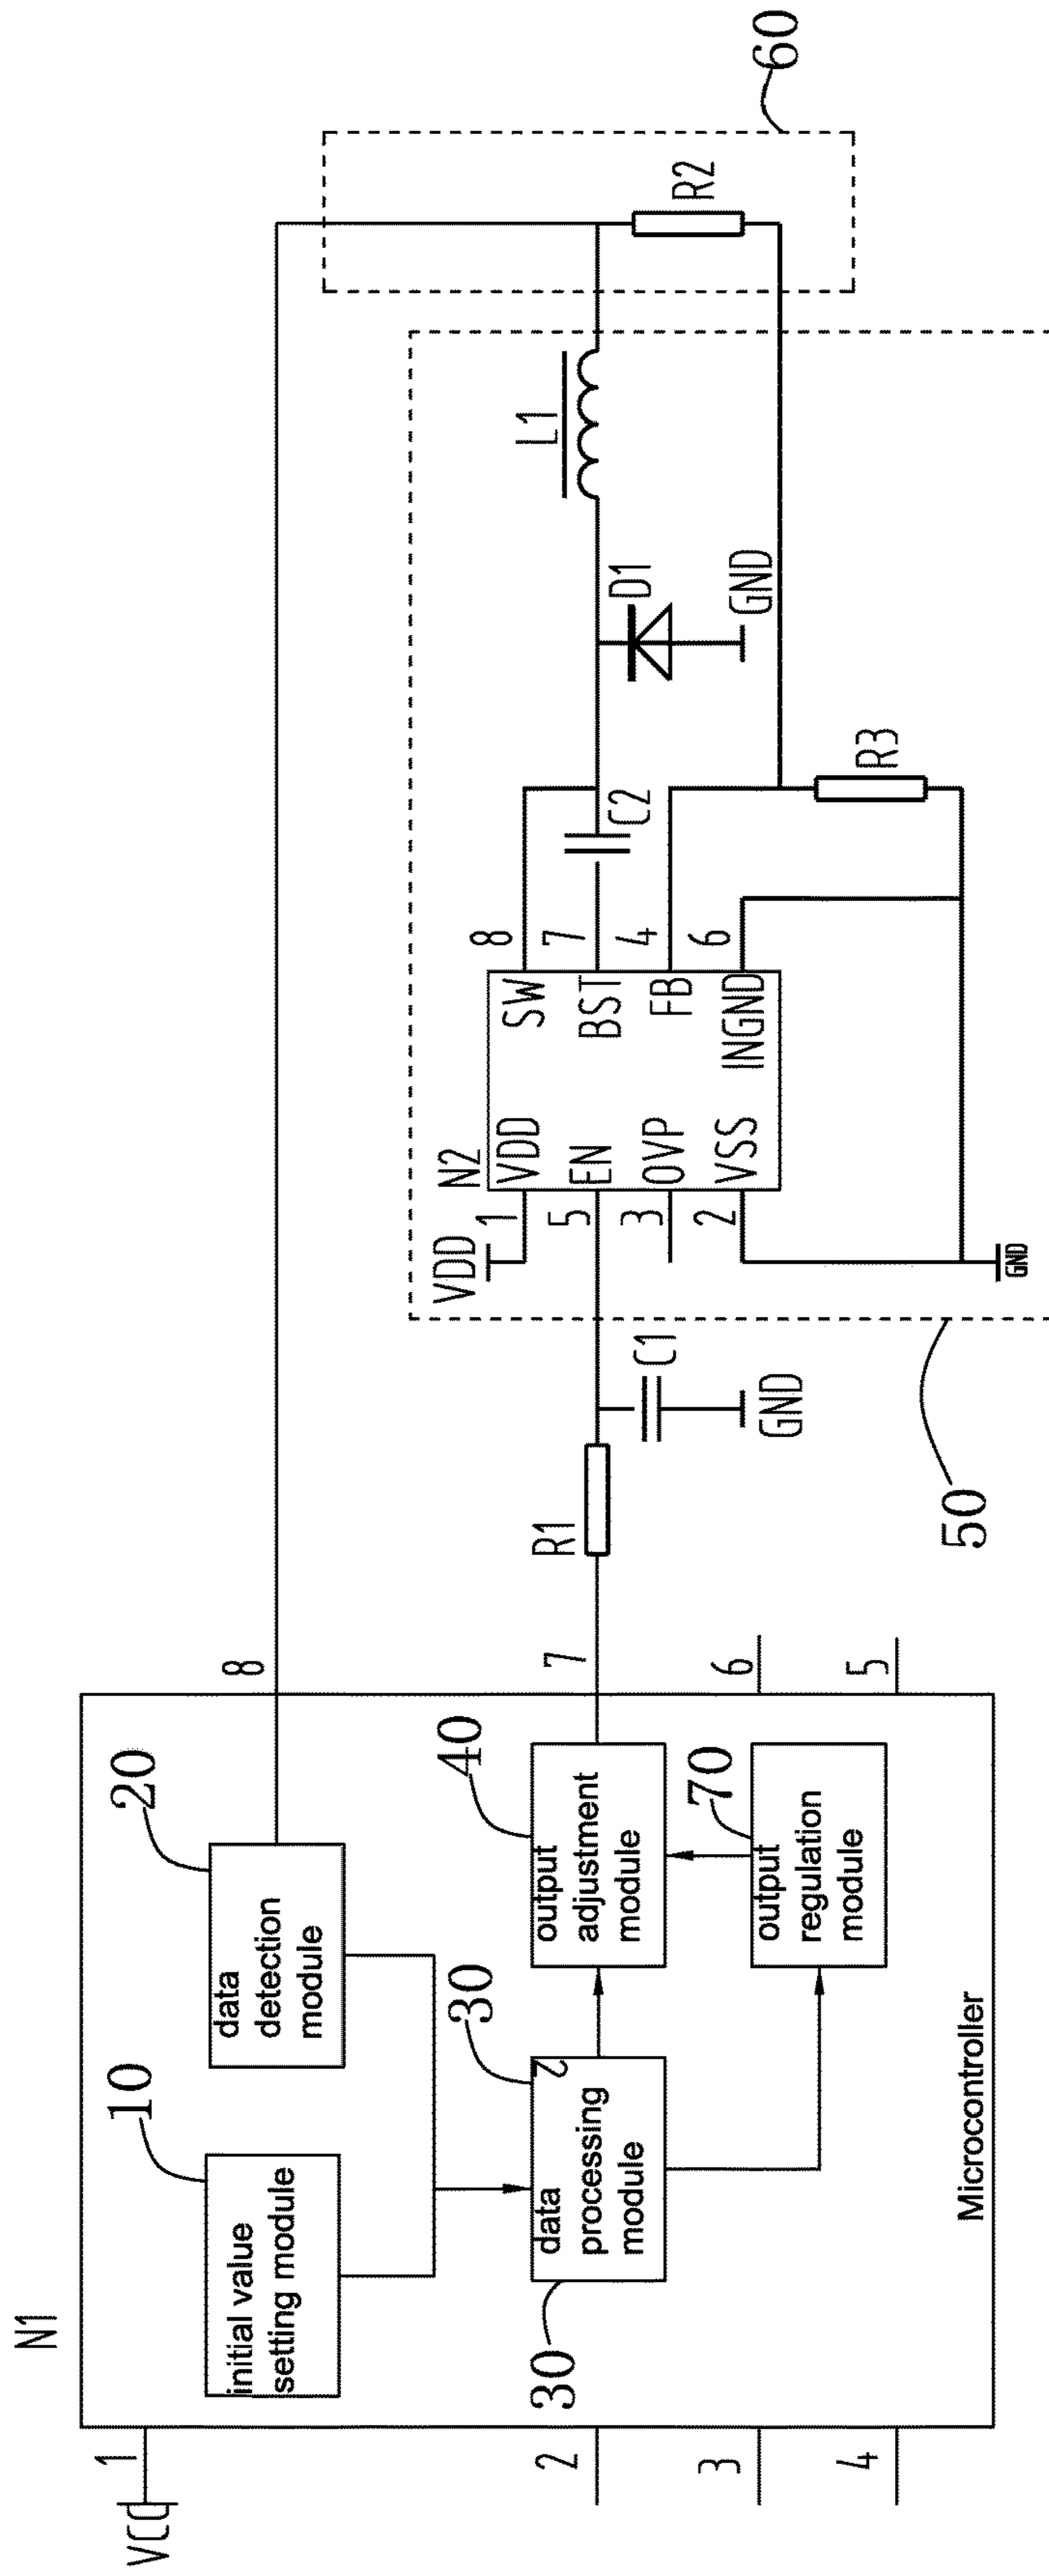 N1
VCC
1
2
3
4
8
7
6
5
10
initial value
setting module
20
data
detection
module
30
30
data
processing
module
40
output
adjustment
module
70
output
regulation
module
Microcontroller
R1
C1
GND
50
N2
VDD
1
VDD
5
EN
3
OVP
2
VSS
8
SW
7
BST
4
FB
6
INGND
GND
C2
D1
GND
L1
R3
R2
60